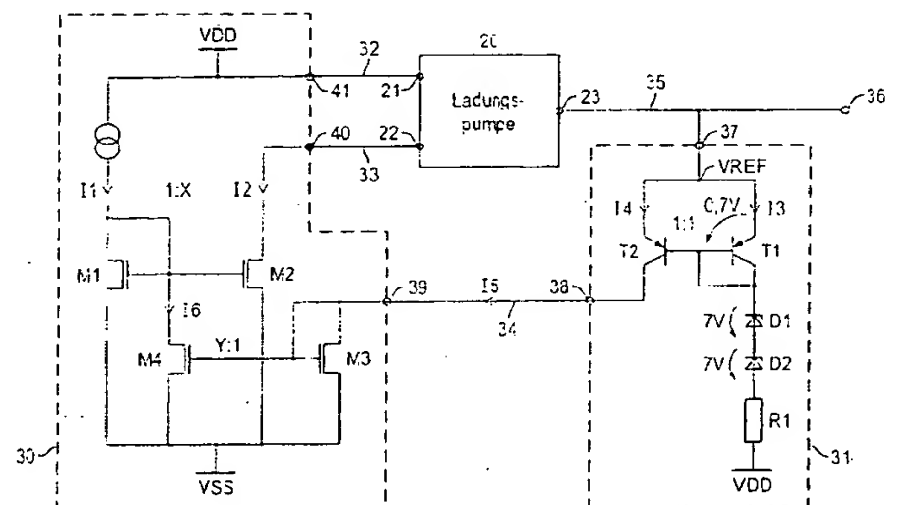 VDD
32
20
41
21
Ladungs-
pumpe
23
35
36
40
22
33
37
VREF
I1
1:X
I2
I4
0,7V
I3
1:1
T2
T1
M1
M2
39
I5
38
34
I6
7V
D1
M4
Y:1
M3
7V
D2
R1
30
VSS
VDD
31